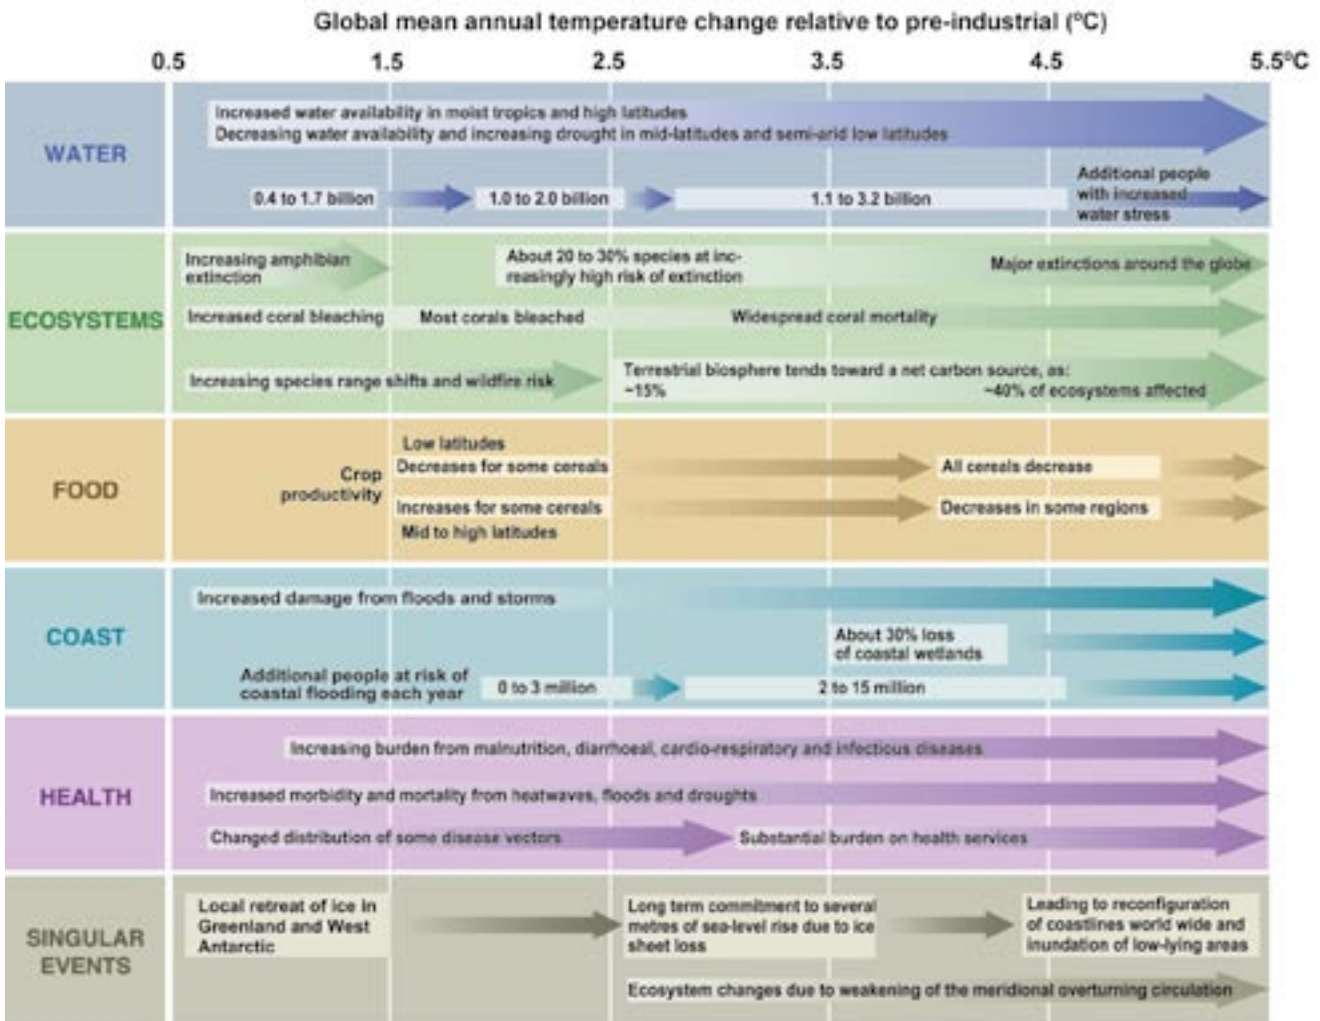 Global mean annual temperature change relative to pre-industrial (ºC)
0.5 1.5 2.5 3.5 4.5 5.5ºC
WATER
Increased water availability in moist tropics and high latitudes
Decreasing water availability and increasing drought in mid-latitudes and semi-arid low latitudes
0.4 to 1.7 billion
1.0 to 2.0 billion
1.1 to 3.2 billion
Additional people
with increased
water stress
ECOSYSTEMS
Increasing amphibian
extinction
About 20 to 30% species at inc-
reasingly high risk of extinction
Major extinctions around the globe
Increased coral bleaching
Most corals bleached
Widespread coral mortality
Increasing species range shifts and wildfire risk
Terrestrial biosphere tends toward a net carbon source, as:
~15%
~40% of ecosystems affected
FOOD
Crop
productivity
Low latitudes
Decreases for some cereals
All cereals decrease
Increases for some cereals
Decreases in some regions
Mid to high latitudes
COAST
Increased damage from floods and storms
About 30% loss
of coastal wetlands
Additional people at risk of
coastal flooding each year
0 to 3 million
2 to 15 million
HEALTH
Increasing burden from malnutrition, diarrhoeal, cardio-respiratory and infectious diseases
Increased morbidity and mortality from heatwaves, floods and droughts
Changed distribution of some disease vectors
Substantial burden on health services
SINGULAR
EVENTS
Local retreat of ice in
Greenland and West
Antarctic
Long term commitment to several
metres of sea-level rise due to ice
sheet loss
Leading to reconfiguration
of coastlines world wide and
inundation of low-lying areas
Ecosystem changes due to weakening of the meridional overturning circulation